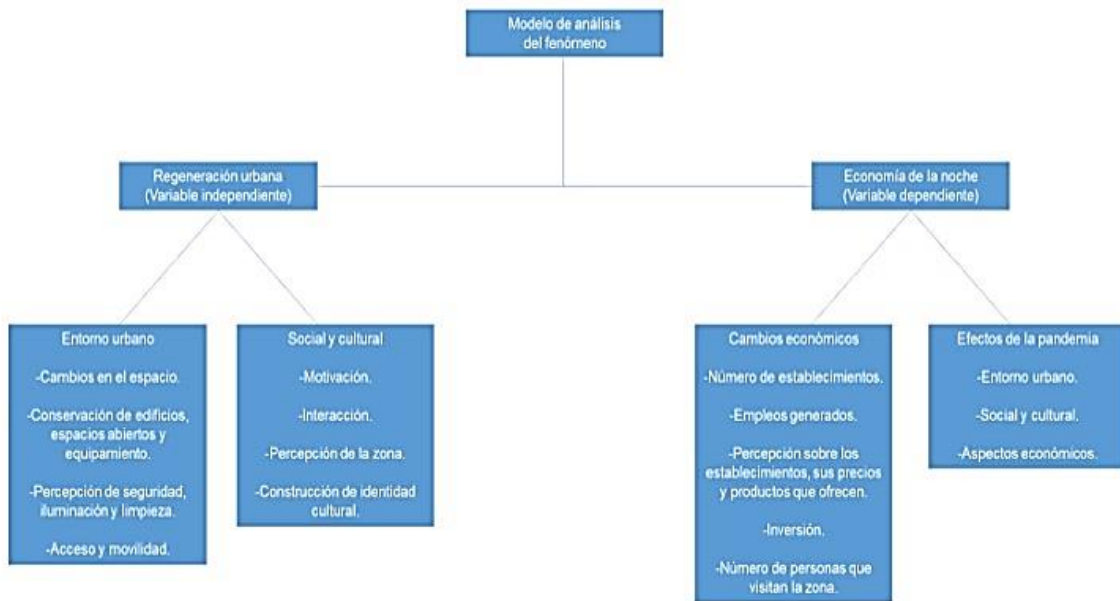 Modelo de análisis
del fenómeno
Regeneración urbana
(Variable independiente)
Economía de la noche
(Variable dependiente)
Entorno urbano
-Cambios en el espacio.
-Conservación de edificios,
espacios abiertos y
equipamiento.
-Percepción de seguridad,
iluminación y limpieza.
-Acceso y movilidad.
Social y cultural
-Motivación.
-Interacción.
-Percepción de la zona.
-Construcción de identidad
cultural.
Cambios económicos
-Número de establecimientos.
-Empleos generados.
-Percepción sobre los
establecimientos, sus precios
y productos que ofrecen.
-Inversión.
-Número de personas que
visitan la zona.
Efectos de la pandemia
-Entorno urbano.
-Social y cultural.
-Aspectos económicos.